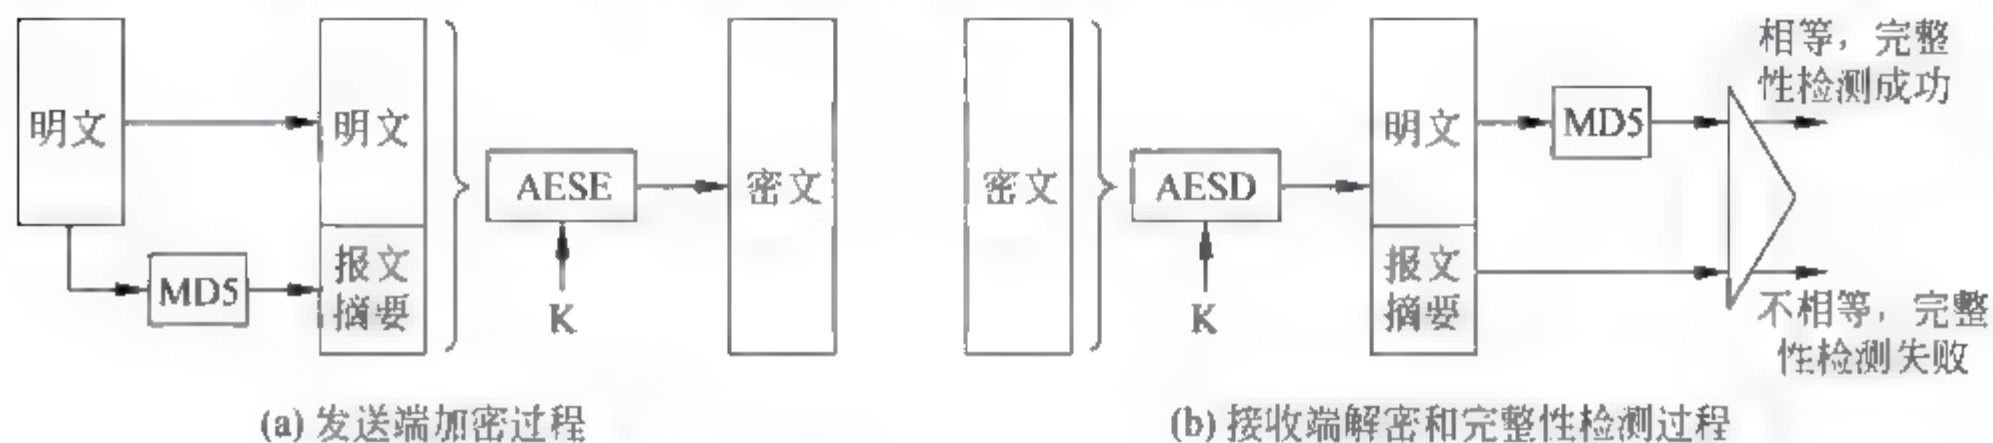 明文
MD5
明文
报文
摘要
AESE
K
密文
(a) 发送端加密过程
密文
AESD
K
明文
报文
摘要
MD5
相等，完整
性检测成功
不相等，完整
性检测失败
(b) 接收端解密和完整性检测过程